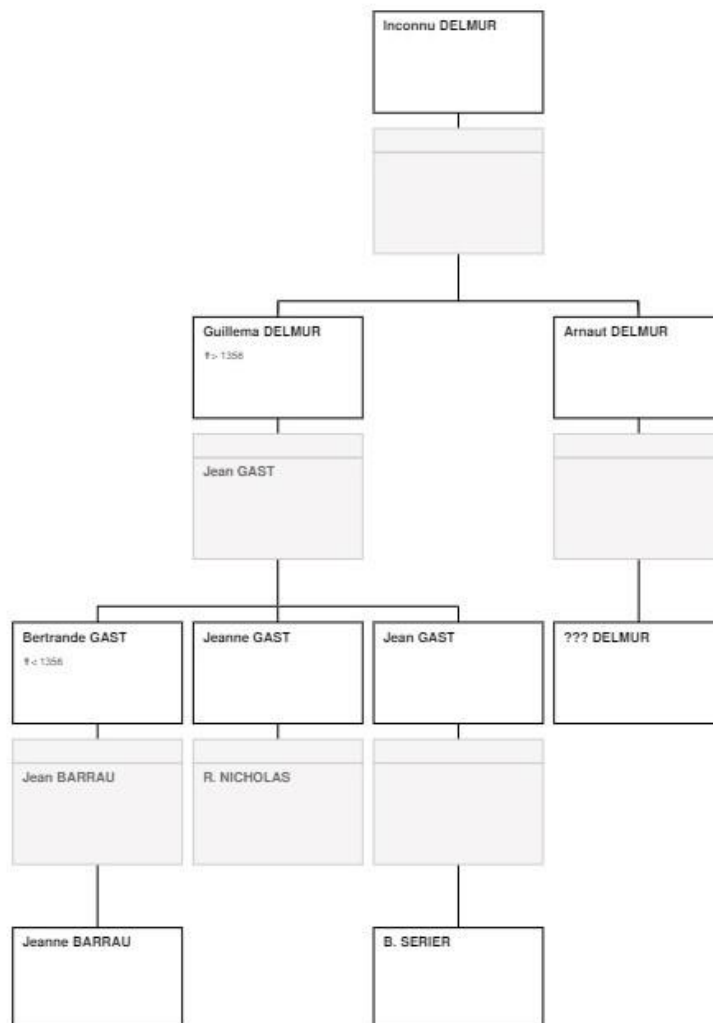 Inconnu DELMUR
Guillema DELMUR
✝> 1356
Arnaut DELMUR
Jean GAST
Bertrande GAST
✝< 1356
Jeanne GAST
Jean GAST
??? DELMUR
Jean BARRAU
R. NICHOLAS
Jeanne BARRAU
B. SERIER